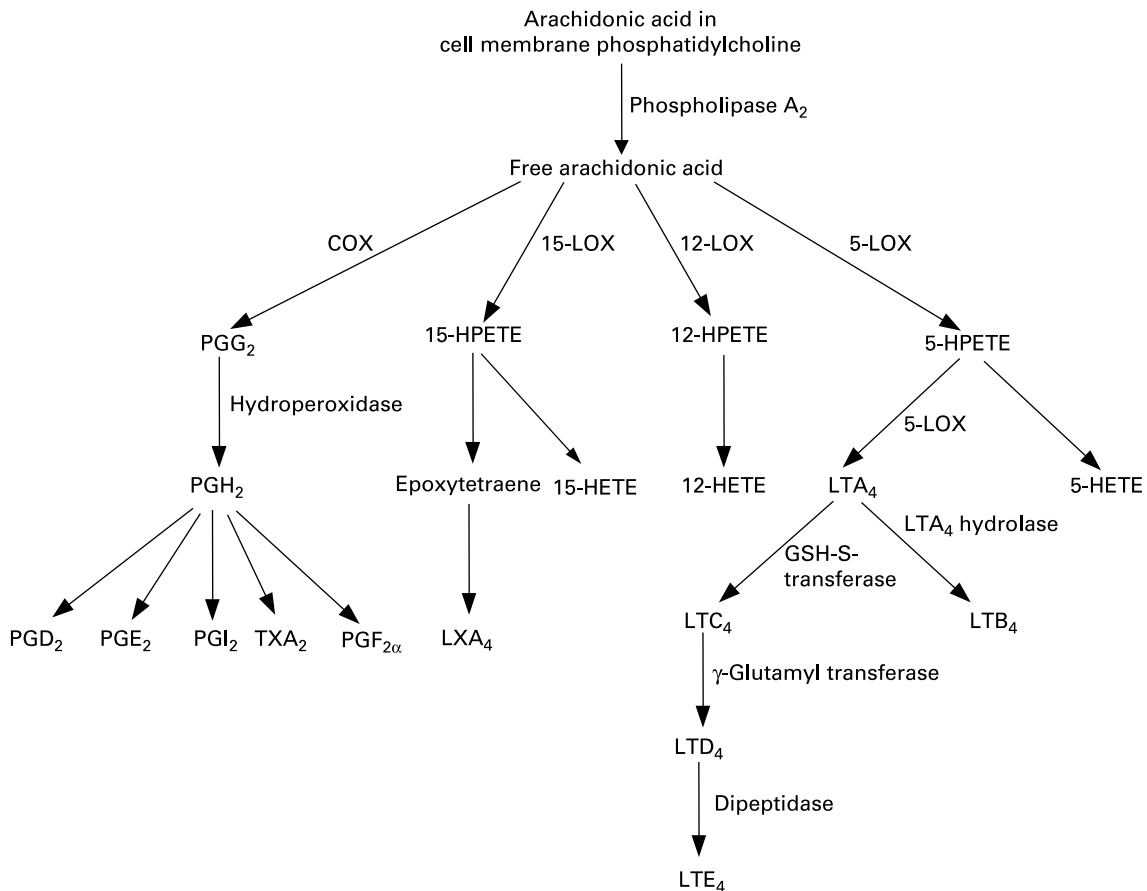 Arachidonic acid in
cell membrane phosphatidylcholine
Phospholipase A₂
Free arachidonic acid
COX
15-LOX
12-LOX
5-LOX
PGG₂
15-HPETE
12-HPETE
5-HPETE
Hydroperoxidase
5-LOX
PGH₂
Epoxytetraene
15-HETE
12-HETE
LTA₄
5-HETE
LTA₄ hydrolase
GSH-S-
transferase
PGD₂
PGE₂
PGI₂
TXA₂
PGF₂α
LXA₄
LTC₄
LTB₄
γ-Glutamyl transferase
LTD₄
Dipeptidase
LTE₄